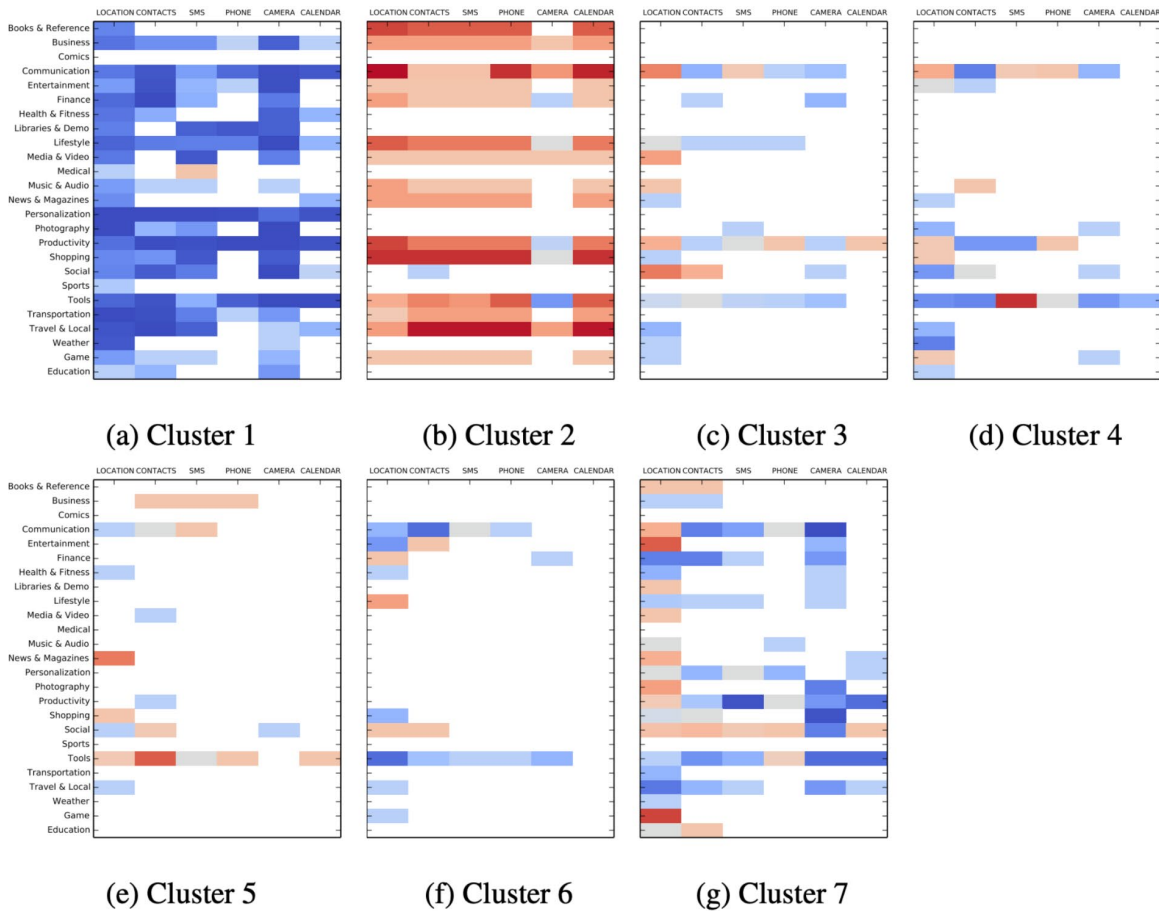 LOCATION CONTACTS SMS PHONE CAMERA CALENDAR
LOCATION CONTACTS SMS PHONE CAMERA CALENDAR
LOCATION CONTACTS SMS PHONE CAMERA CALENDAR
LOCATION CONTACTS SMS PHONE CAMERA CALENDAR
Books & Reference
Business
Comics
Communication
Entertainment
Finance
Health & Fitness
Libraries & Demo
Lifestyle
Media & Video
Medical
Music & Audio
News & Magazines
Personalization
Photography
Productivity
Shopping
Social
Sports
Tools
Transportation
Travel & Local
Weather
Game
Education
(a) Cluster 1
(b) Cluster 2
(c) Cluster 3
(d) Cluster 4
LOCATION CONTACTS SMS PHONE CAMERA CALENDAR
LOCATION CONTACTS SMS PHONE CAMERA CALENDAR
LOCATION CONTACTS SMS PHONE CAMERA CALENDAR
Books & Reference
Business
Comics
Communication
Entertainment
Finance
Health & Fitness
Libraries & Demo
Lifestyle
Media & Video
Medical
Music & Audio
News & Magazines
Personalization
Photography
Productivity
Shopping
Social
Sports
Tools
Transportation
Travel & Local
Weather
Game
Education
(e) Cluster 5
(f) Cluster 6
(g) Cluster 7